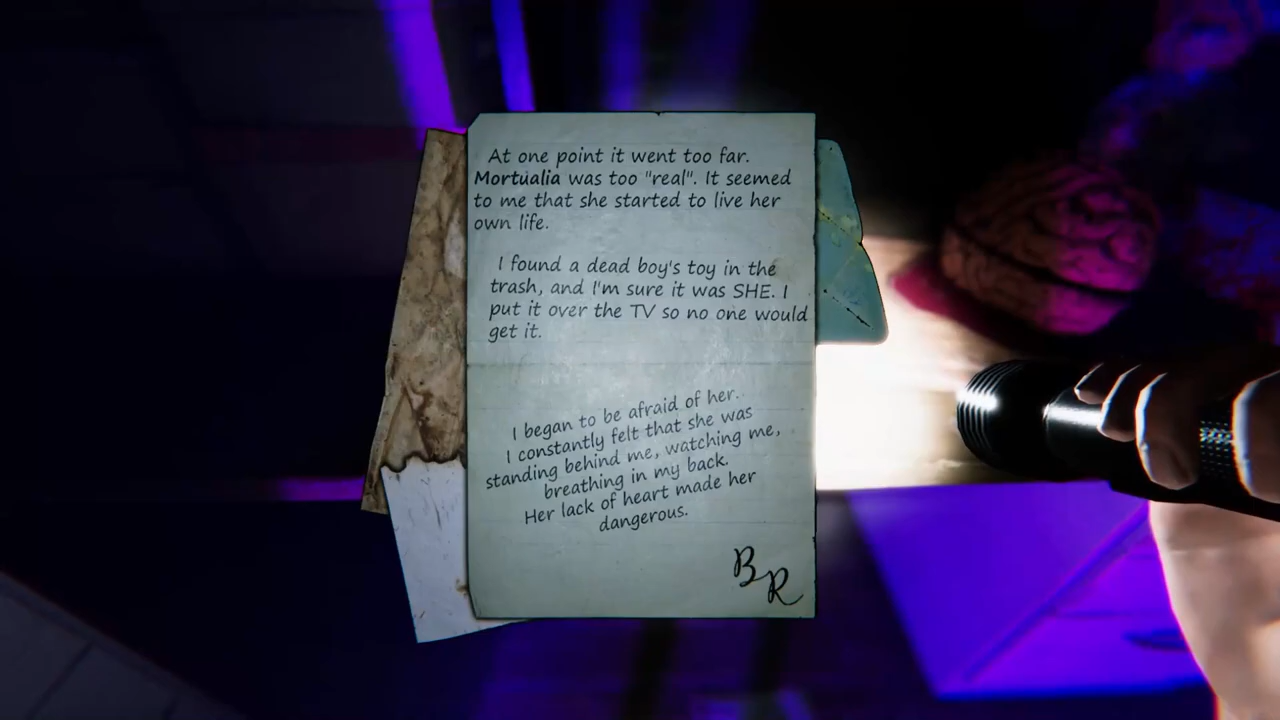 At one point it went too far.
Mortualia was too "real". It seemed
to me that she started to live her
own life.
I found a dead boy's toy in the
trash, and I'm sure it was SHE. I
put it over the TV so no one would
get it.
I began to be afraid of her.
I constantly felt that she was
standing behind me, watching me,
breathing in my back.
Her lack of heart made her
dangerous.
BR